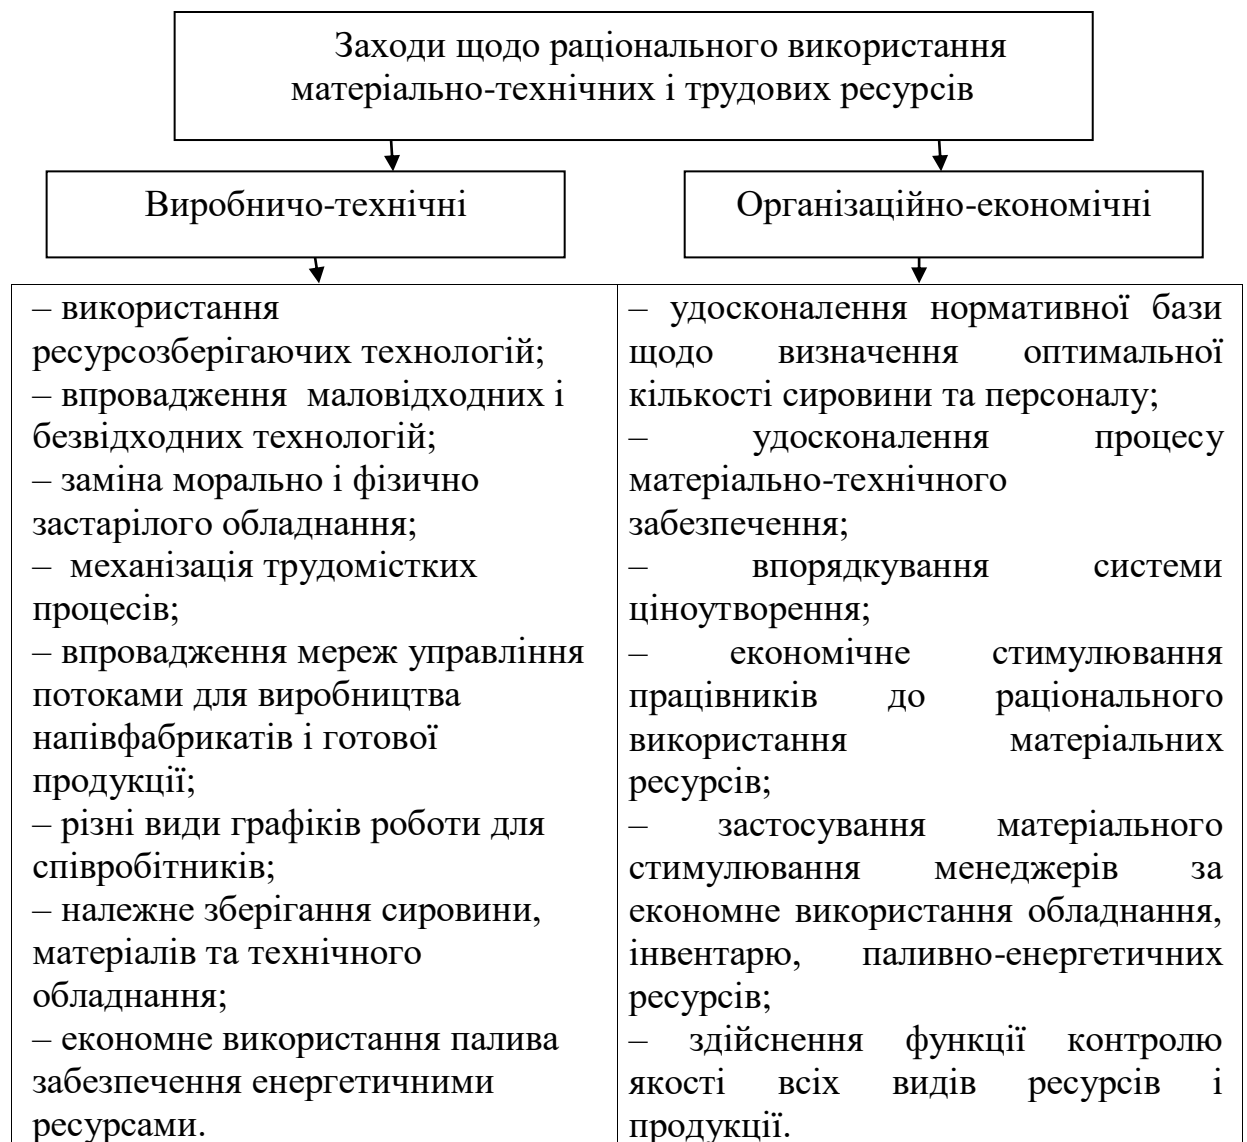 Заходи щодо раціонального використання
матеріально-технічних і трудових ресурсів
Виробничо-технічні
Організаційно-економічні
– використання
ресурсозберігаючих технологій;
– впровадження маловідходних і
безвідходних технологій;
– заміна морально і фізично
застарілого обладнання;
– механізація трудомістких
процесів;
– впровадження мереж управління
потоками для виробництва
напівфабрикатів і готової
продукції;
– різні види графіків роботи для
співробітників;
– належне зберігання сировини,
матеріалів та технічного
обладнання;
– економне використання палива
забезпечення енергетичними
ресурсами.
– удосконалення нормативної бази
щодо визначення оптимальної
кількості сировини та персоналу;
– удосконалення процесу
матеріально-технічного
забезпечення;
– впорядкування системи
ціноутворення;
– економічне стимулювання
працівників до раціонального
використання матеріальних
ресурсів;
– застосування матеріального
стимулювання менеджерів за
економне використання обладнання,
інвентарю, паливно-енергетичних
ресурсів;
– здійснення функції контролю
якості всіх видів ресурсів і
продукції.